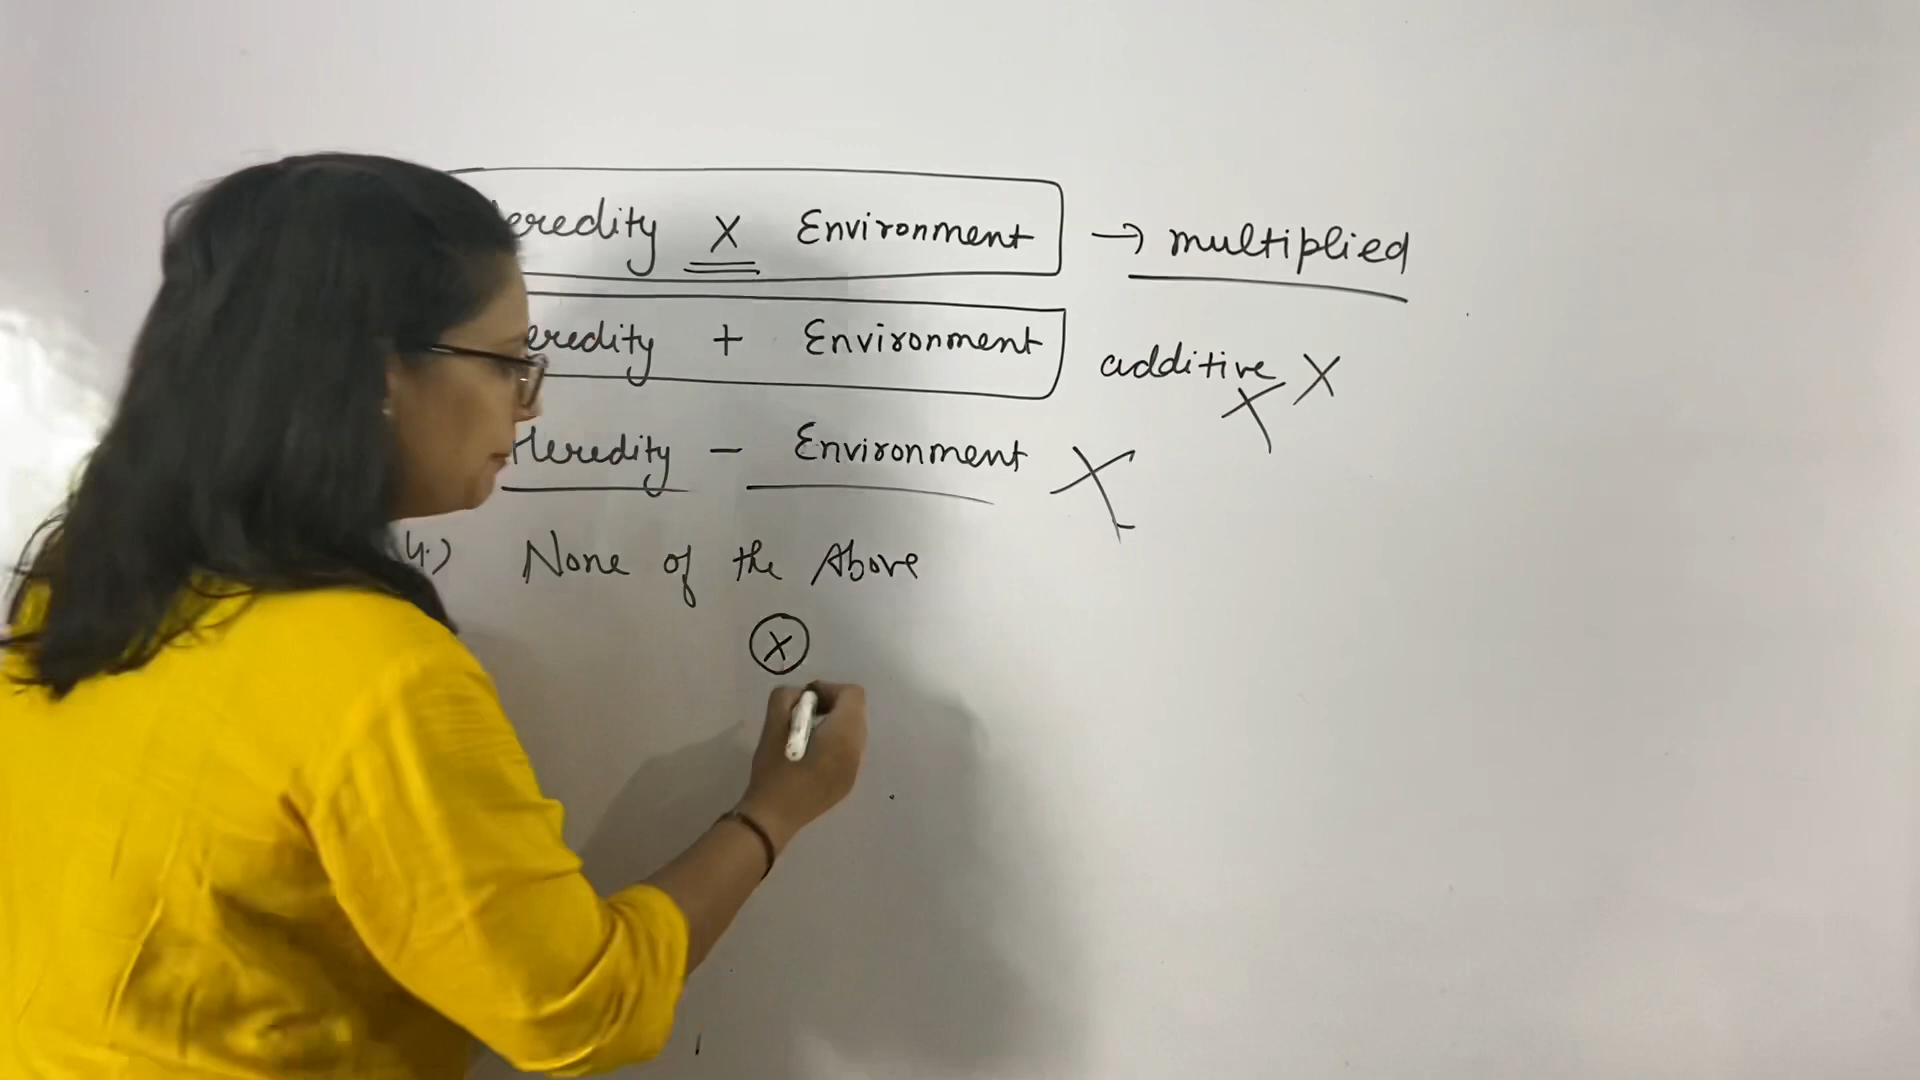 Heredity X Environment → multiplied
Heredity + Environment additive X X
Heredity - Environment X
4.) None of the Above
X